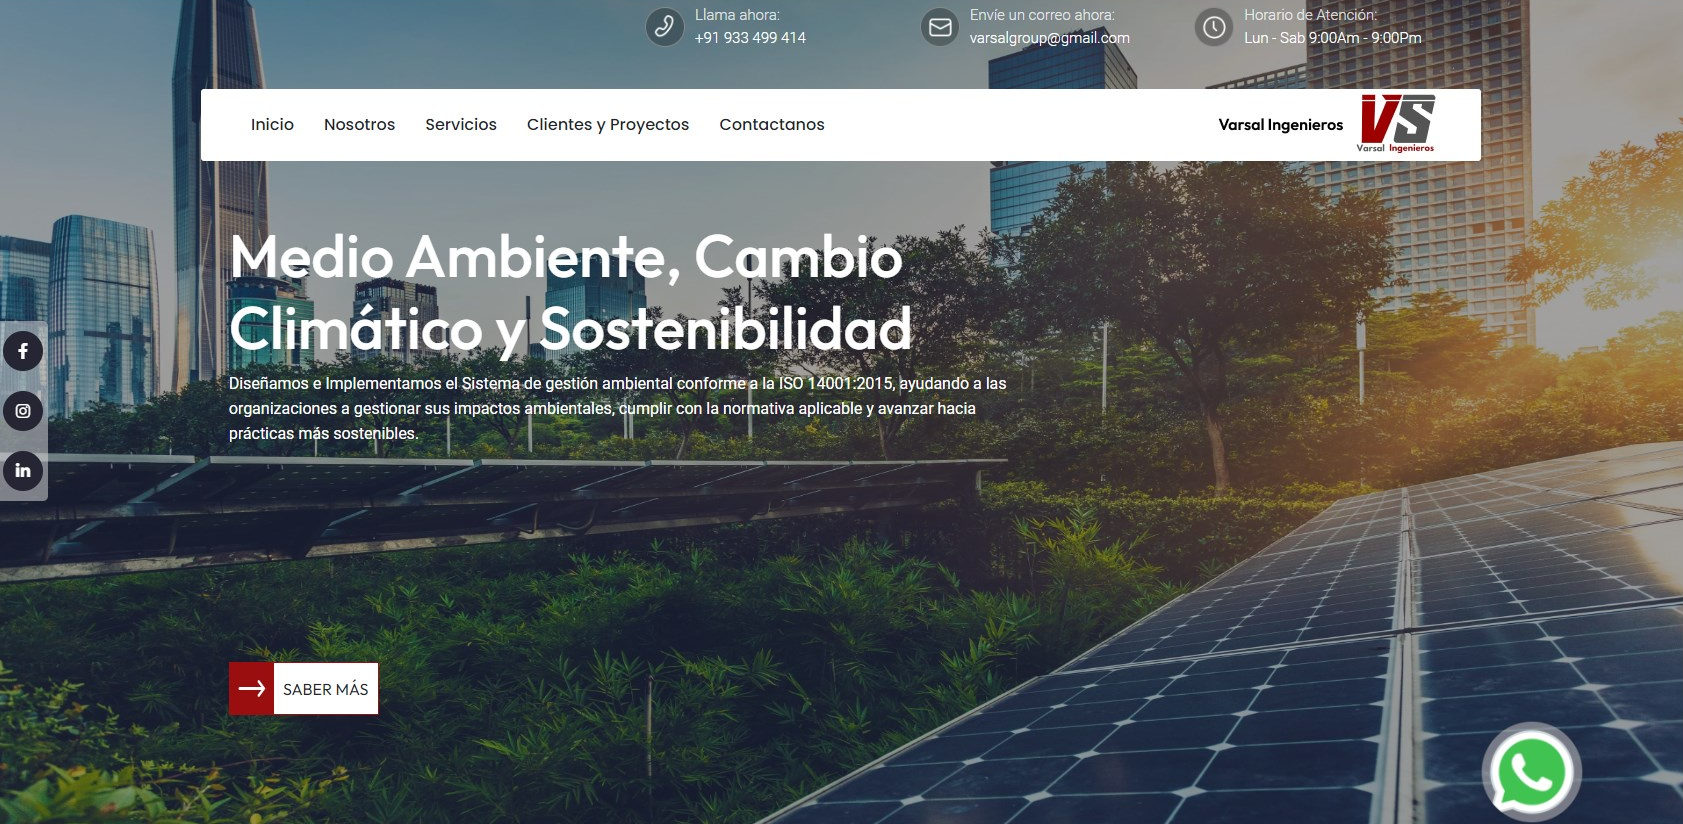 Llama ahora:
+91 933 499 414
Envíe un correo ahora:
varsalgroup@gmail.com
Horario de Atención:
Lun - Sab 9:00Am - 9:00Pm
Inicio
Nosotros
Servicios
Clientes y Proyectos
Contactanos
Varsal Ingenieros
VS
Varsal Ingenieros
Medio Ambiente, Cambio
Climático y Sostenibilidad
Diseñamos e Implementamos el Sistema de gestión ambiental conforme a la ISO 14001:2015, ayudando a las
organizaciones a gestionar sus impactos ambientales, cumplir con la normativa aplicable y avanzar hacia
prácticas más sostenibles.
SABER MÁS